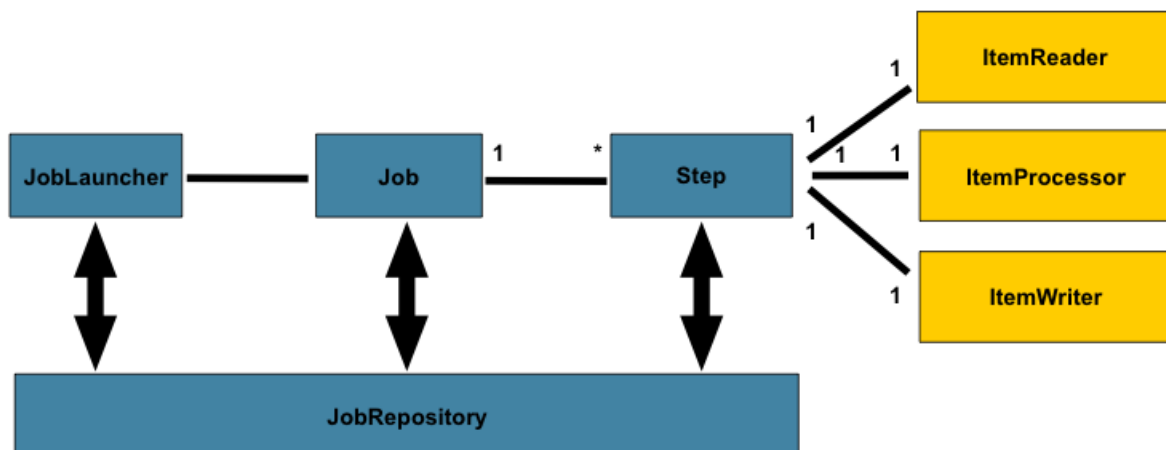 ItemReader
1
1
JobLauncher
Job
1
*
Step
1
1
ItemProcessor
1
1
ItemWriter
JobRepository